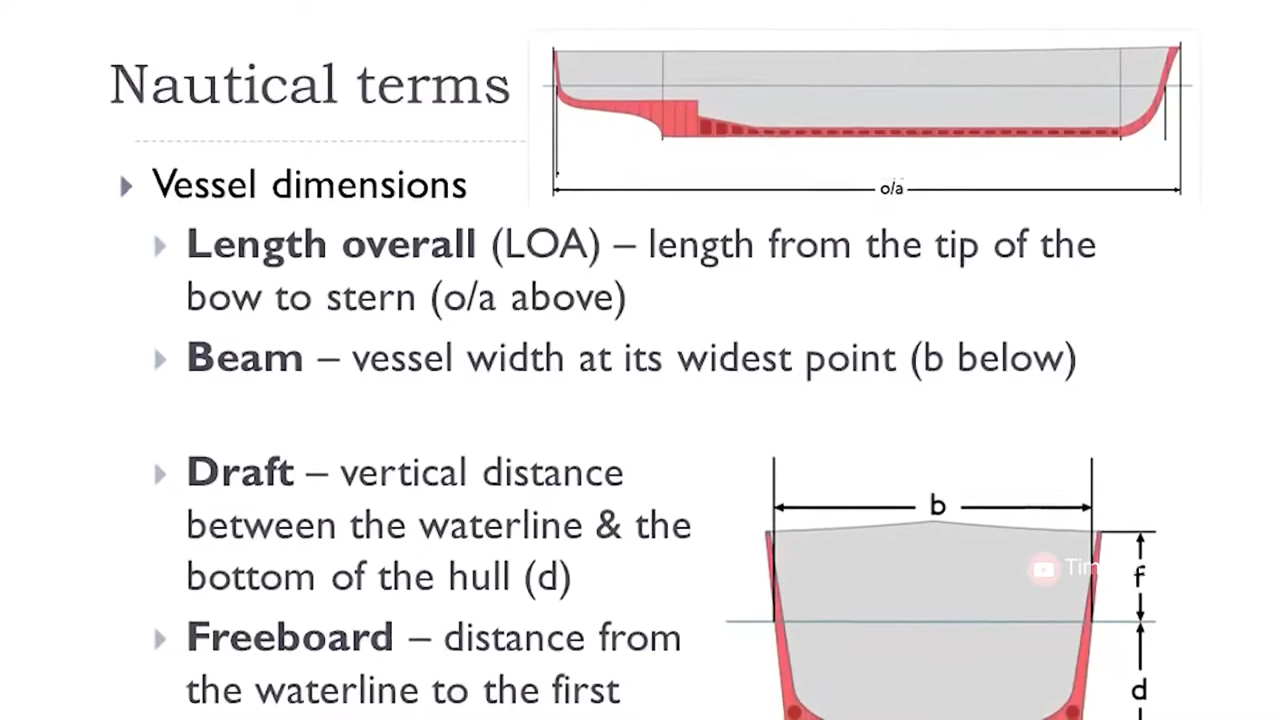 Nautical terms
o/a
Vessel dimensions
Length overall (LOA) – length from the tip of the
bow to stern (o/a above)
Beam – vessel width at its widest point (b below)
Draft – vertical distance
between the waterline & the
bottom of the hull (d)
Freeboard – distance from
the waterline to the first
b
f
d